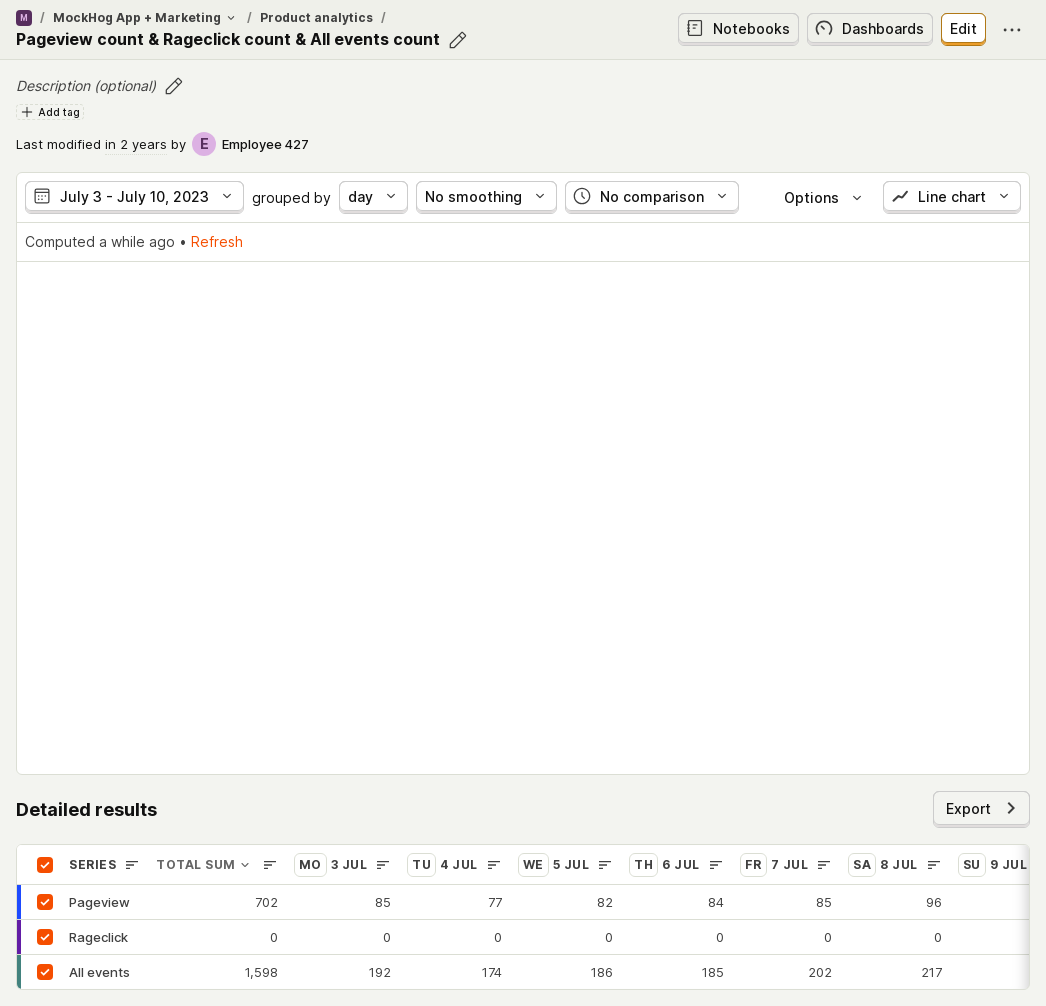 M / MockHog App + Marketing / Product analytics /
Pageview count & Rageclick count & All events count
Notebooks Dashboards Edit
Description (optional)
Add tag
Last modified in 2 years by E Employee 427
July 3 - July 10, 2023 grouped by day No smoothing No comparison Options Line chart
Computed a while ago • Refresh
Detailed results Export
SERIES TOTAL SUM MO 3 JUL TU 4 JUL WE 5 JUL TH 6 JUL FR 7 JUL SA 8 JUL SU 9 JUL
Pageview 702 85 77 82 84 85 96
Rageclick 0 0 0 0 0 0 0
All events 1,598 192 174 186 185 202 217